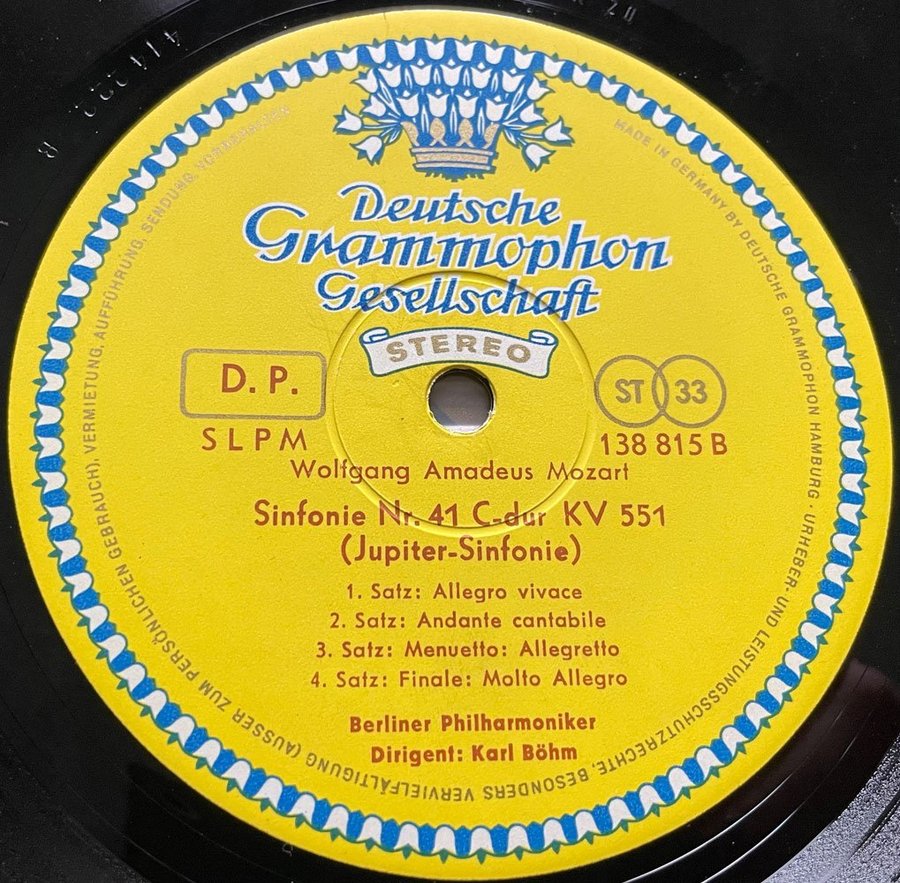 Deutsche
Grammophon
Gesellschaft
STEREO
D. P.
ST 33
SLPM
138 815 B
Wolfgang Amadeus Mozart
Sinfonie Nr. 41 C-dur KV 551
(Jupiter-Sinfonie)
1. Satz: Allegro vivace
2. Satz: Andante cantabile
3. Satz: Menuetto: Allegretto
4. Satz: Finale: Molto Allegro
Berliner Philharmoniker
Dirigent: Karl Böhm
MADE IN GERMANY BY DEUTSCHE GRAMMOPHON HAMBURG · URHEBER- UND LEISTUNGSSCHUTZRECHTE, BESONDERS VERVIELFÄLTIGUNG (AUSSER ZUM PERSÖNLICHEN GEBRAUCH), VERMIETUNG, AUFFÜHRUNG, SENDUNG, VORBEHALTEN